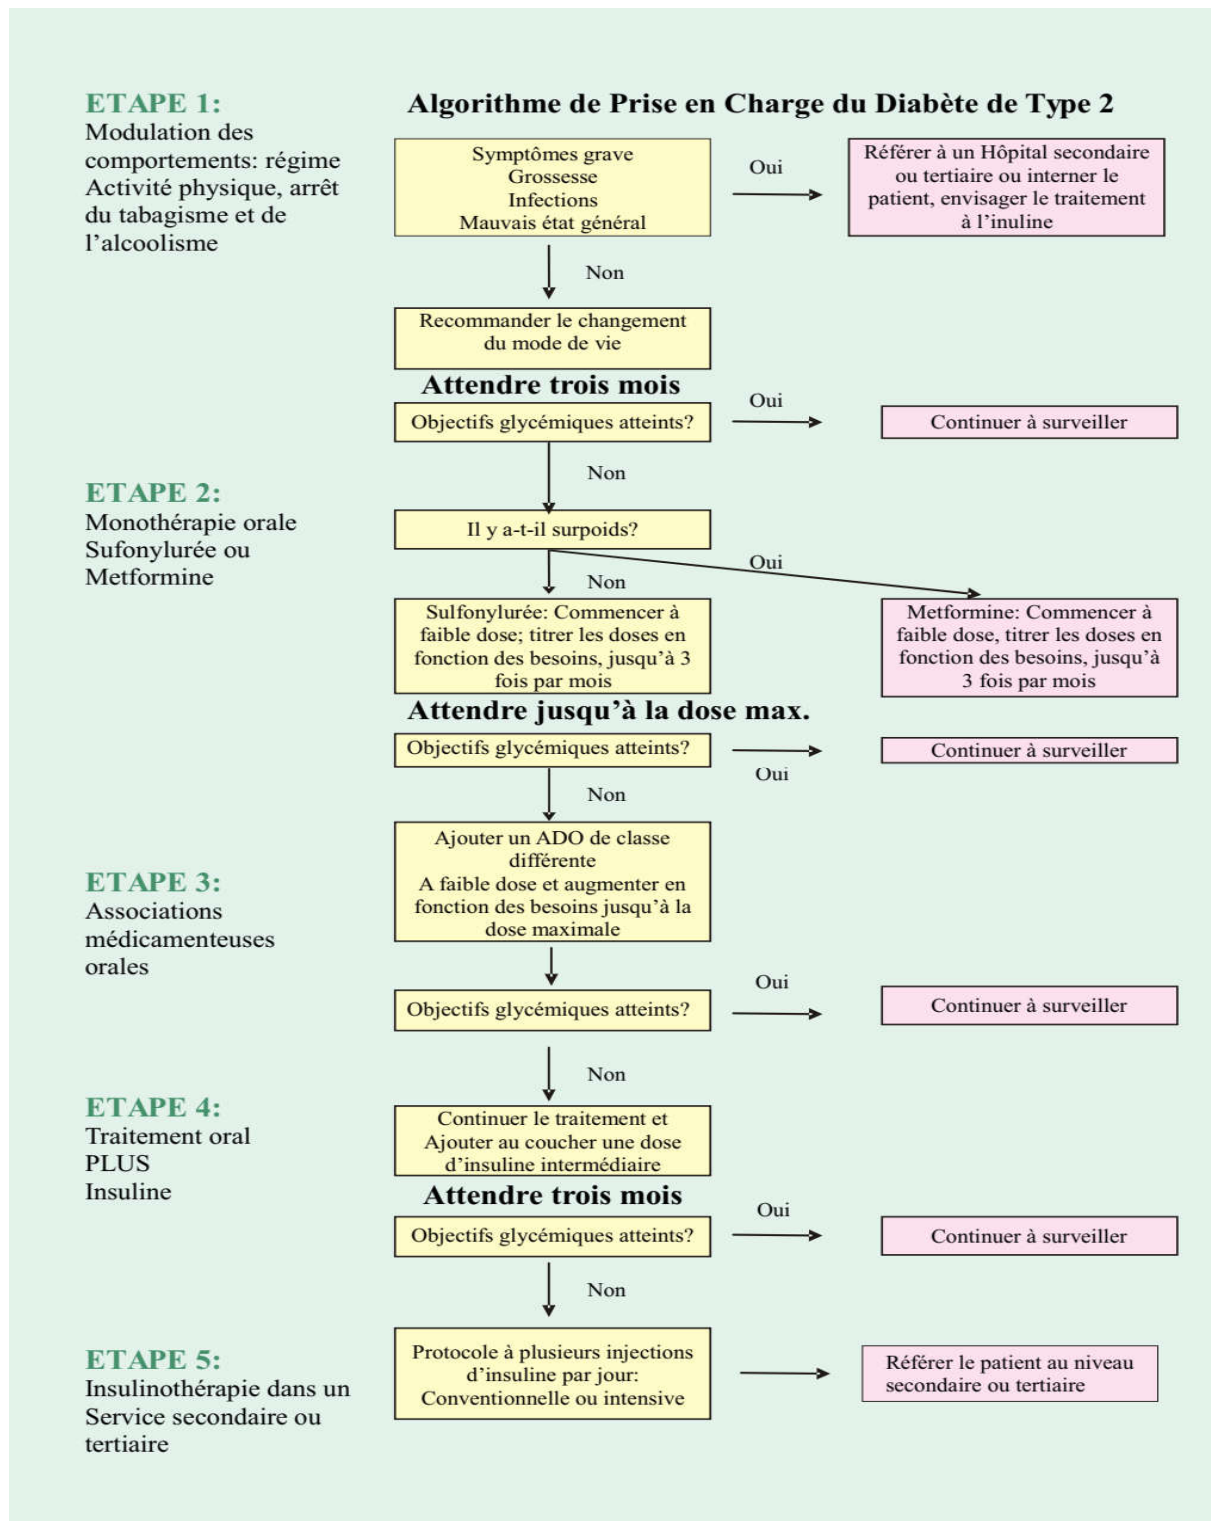 ETAPE 1:
Modulation des
comportements: régime
Activité physique, arrêt
du tabagisme et de
l’alcoolisme
Algorithme de Prise en Charge du Diabète de Type 2
Symptômes grave
Grossesse
Infections
Mauvais état général
Oui
Référer à un Hôpital secondaire
ou tertiaire ou interner le
patient, envisager le traitement
à l’inuline
Non
Recommander le changement
du mode de vie
Attendre trois mois
Objectifs glycémiques atteints?
Oui
Continuer à surveiller
Non
ETAPE 2:
Monothérapie orale
Sufonylurée ou
Metformine
Il y a-t-il surpoids?
Oui
Non
Sulfonylurée: Commencer à
faible dose; titrer les doses en
fonction des besoins, jusqu’à 3
fois par mois
Metformine: Commencer à
faible dose, titrer les doses en
fonction des besoins, jusqu’à
3 fois par mois
Attendre jusqu’à la dose max.
Objectifs glycémiques atteints?
Oui
Continuer à surveiller
Non
ETAPE 3:
Associations
médicamenteuses
orales
Ajouter un ADO de classe
différente
A faible dose et augmenter en
fonction des besoins jusqu’à la
dose maximale
Objectifs glycémiques atteints?
Oui
Continuer à surveiller
Non
ETAPE 4:
Traitement oral
PLUS
Insuline
Continuer le traitement et
Ajouter au coucher une dose
d’insuline intermédiaire
Attendre trois mois
Objectifs glycémiques atteints?
Oui
Continuer à surveiller
Non
ETAPE 5:
Insulinothérapie dans un
Service secondaire ou
tertiaire
Protocole à plusieurs injections
d’insuline par jour:
Conventionnelle ou intensive
Référer le patient au niveau
secondaire ou tertiaire